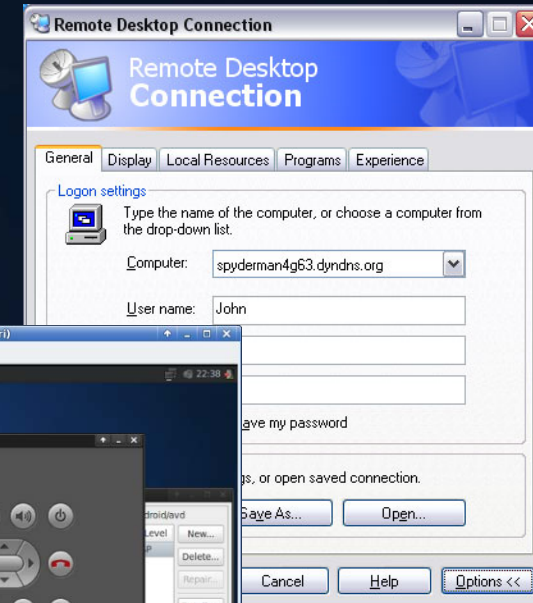 Remote Desktop Connection
Remote Desktop
Connection
General Display Local Resources Programs Experience
Logon settings
Type the name of the computer, or choose a computer from
the drop-down list.
Computer: spyderman4g63.dyndns.org
User name: John
ave my password
gs, or open saved connection.
Save As... Open...
Cancel Help Options <<
ri)
22:38
droid/avd
Level New...
Delete...
Repair...